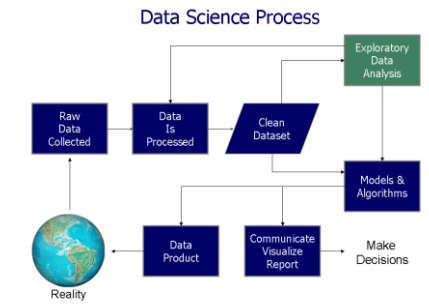 Data Science Process
Exploratory
Data
Analysis
Raw
Data
Collected
Data
Is
Processed
Clean
Dataset
Models &
Algorithms
Data
Product
Communicate
Visualize
Report
Make
Decisions
Reality